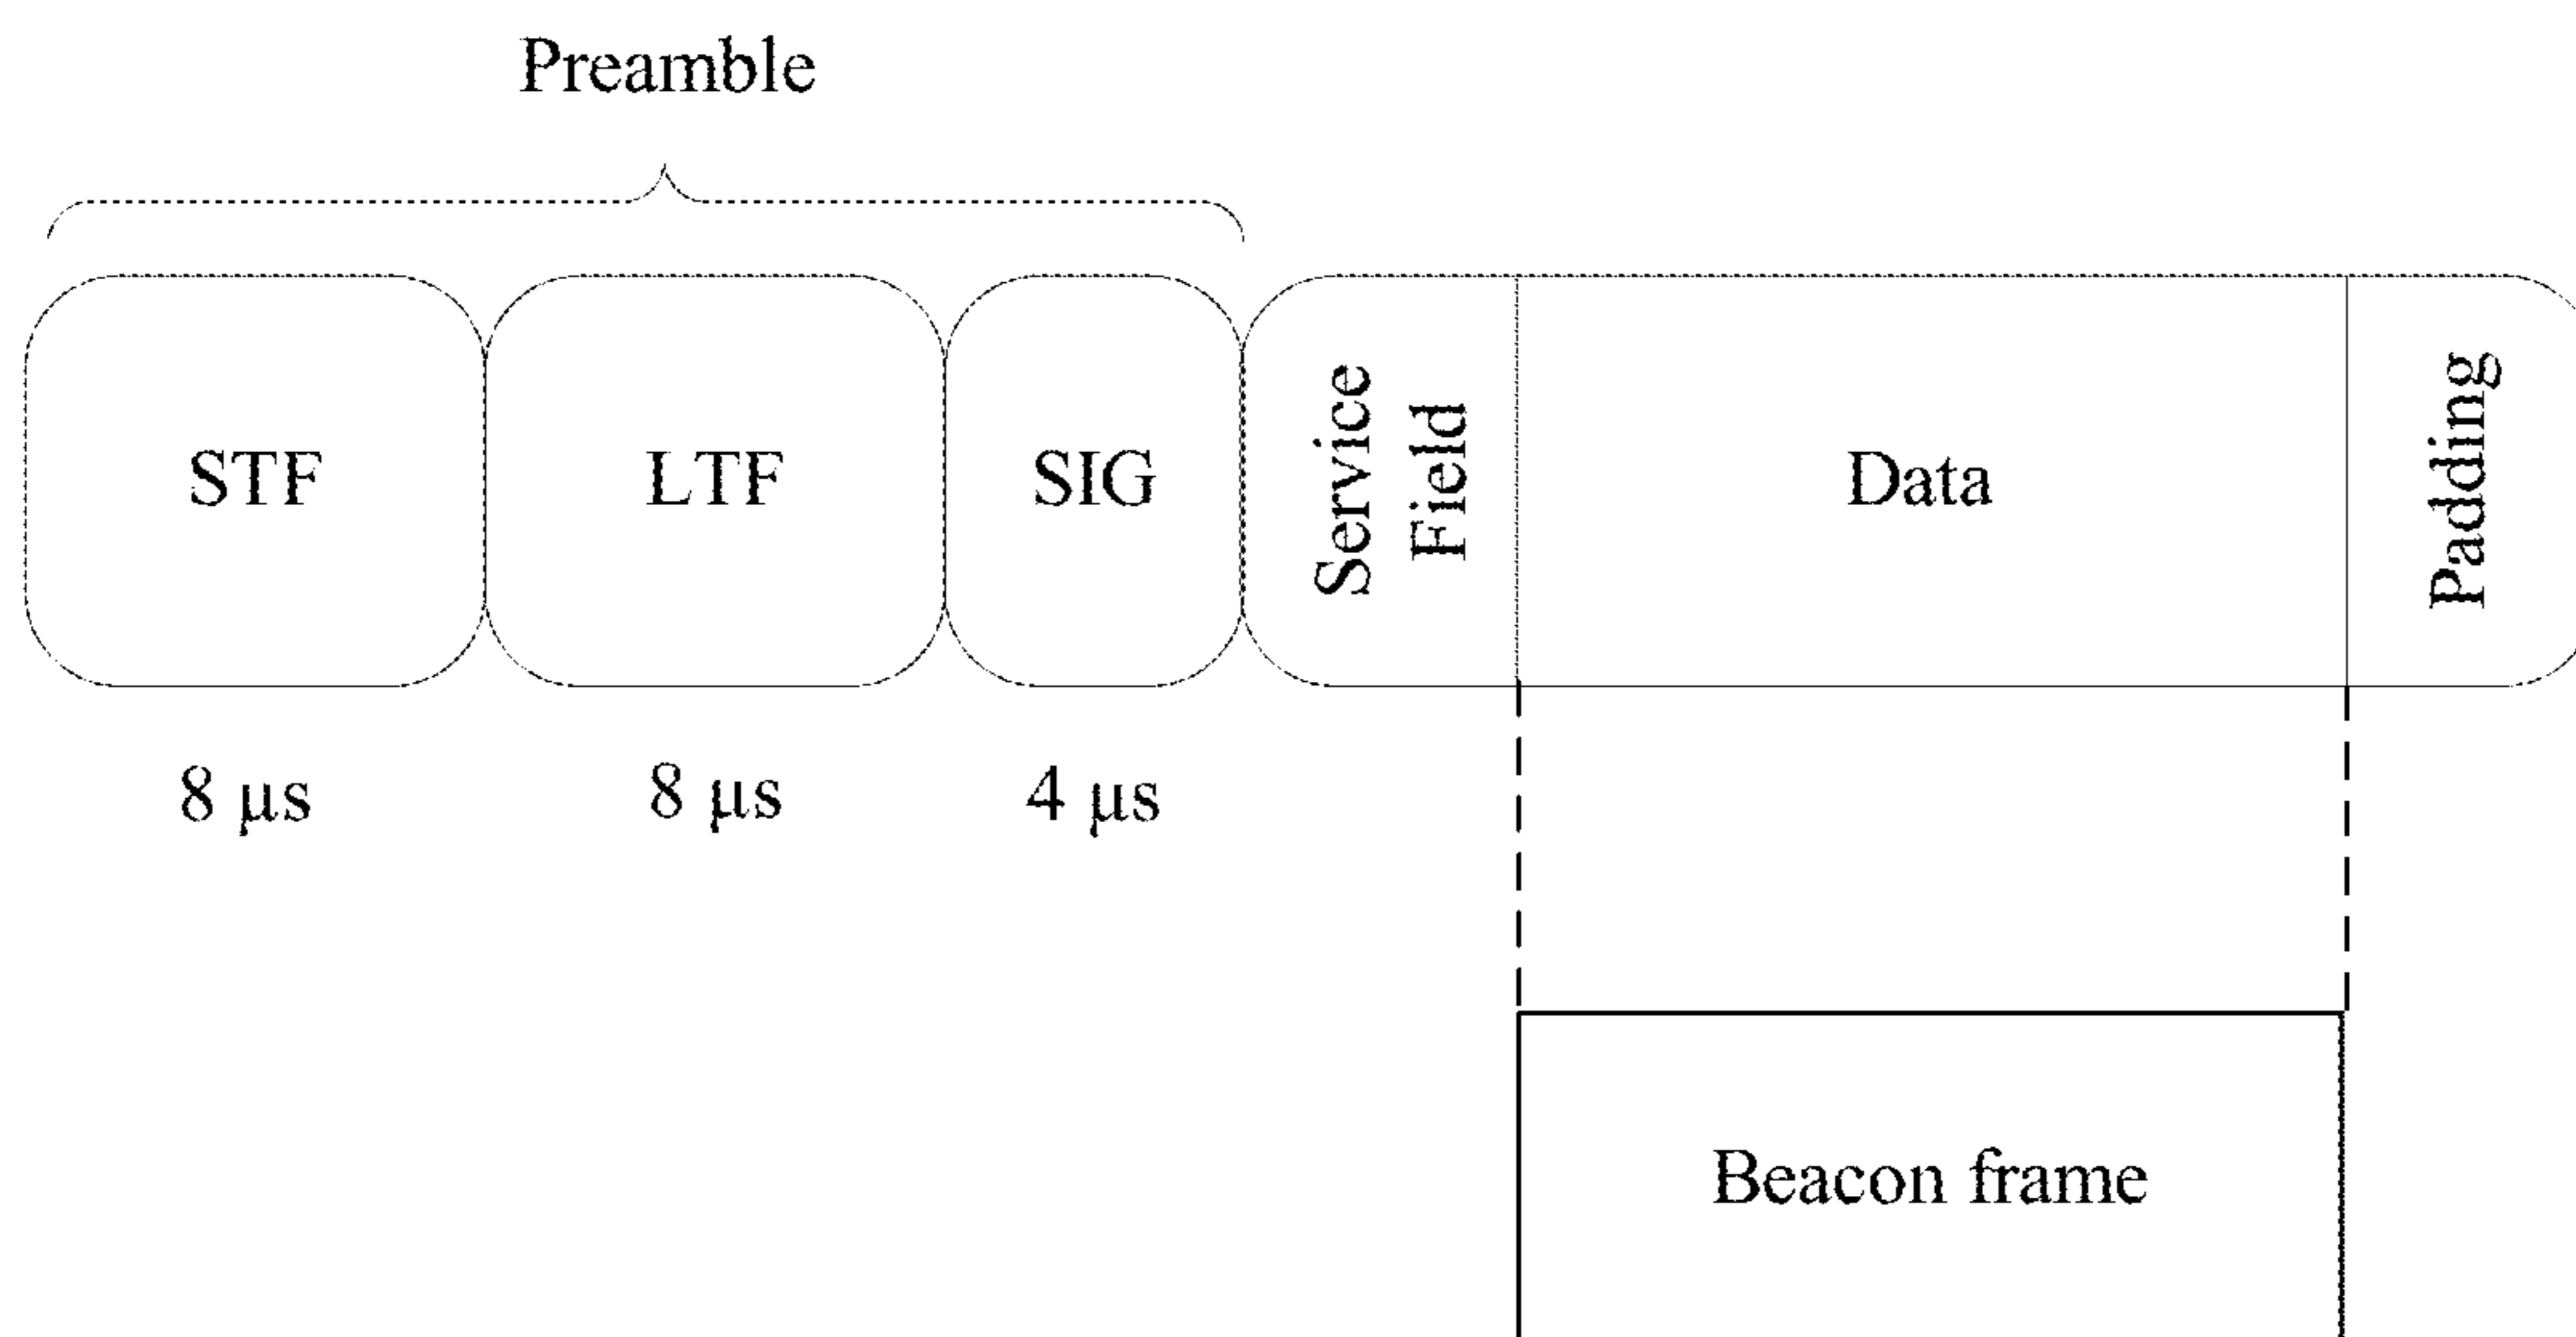 Preamble
STF
LTF
SIG
Service
Field
Data
Padding
8 μs
8 μs
4 μs
Beacon frame